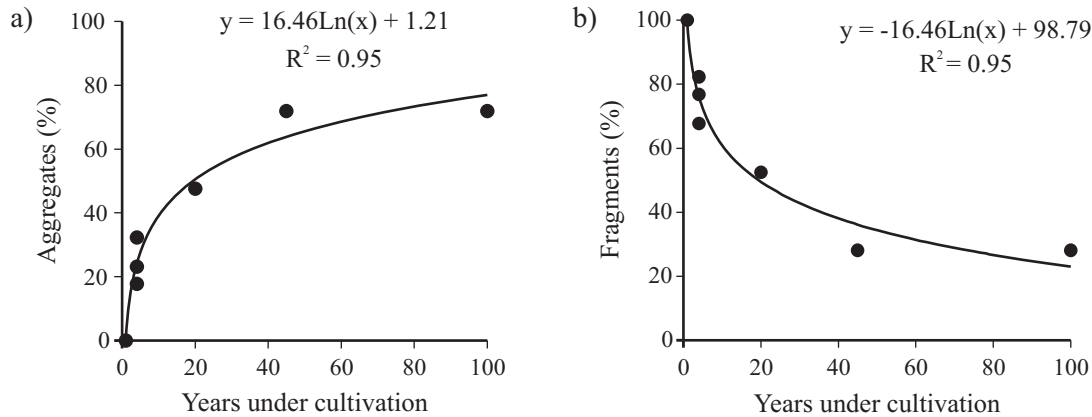 a)
y = 16.46Ln(x) + 1.21
R² = 0.95
100
80
60
40
20
0
Aggregates (%)
0 20 40 60 80 100
Years under cultivation
b)
y = -16.46Ln(x) + 98.79
R² = 0.95
100
80
60
40
20
0
Fragments (%)
0 20 40 60 80 100
Years under cultivation